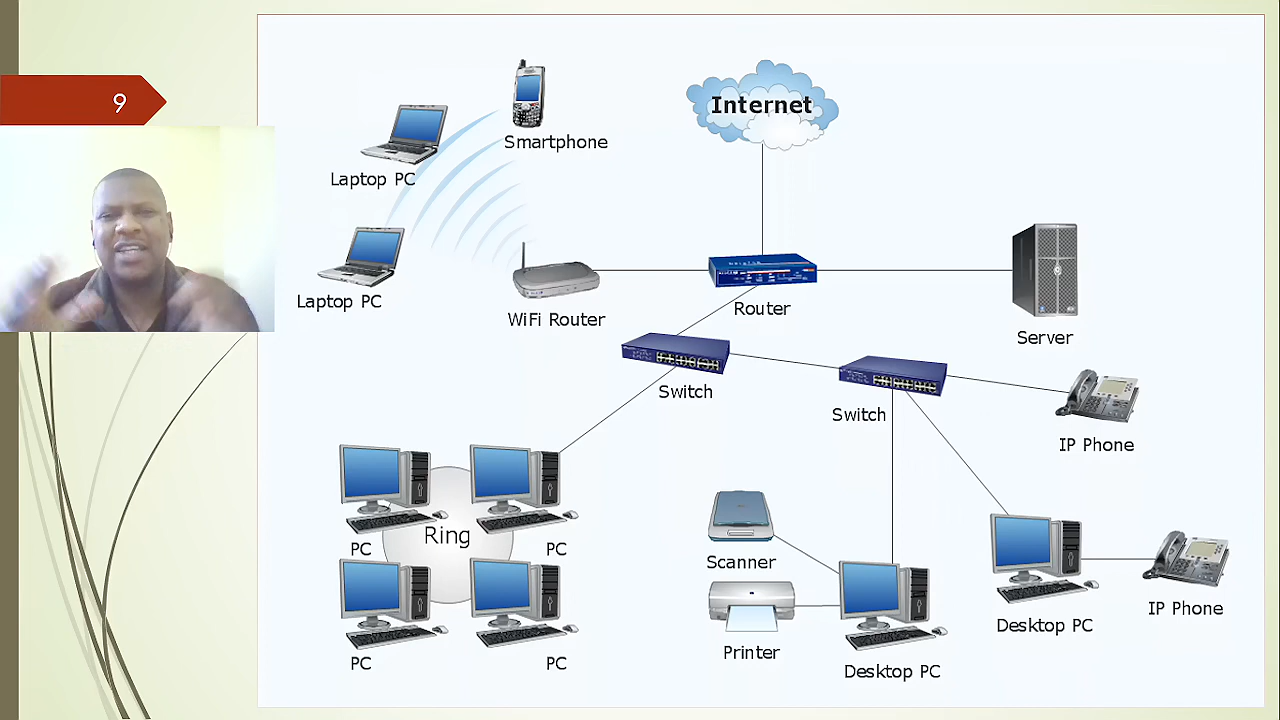 9
Internet
Smartphone
Laptop PC
Laptop PC
WiFi Router
Router
Server
Switch
Switch
IP Phone
Ring
PC
PC
PC
PC
Scanner
Printer
Desktop PC
Desktop PC
IP Phone